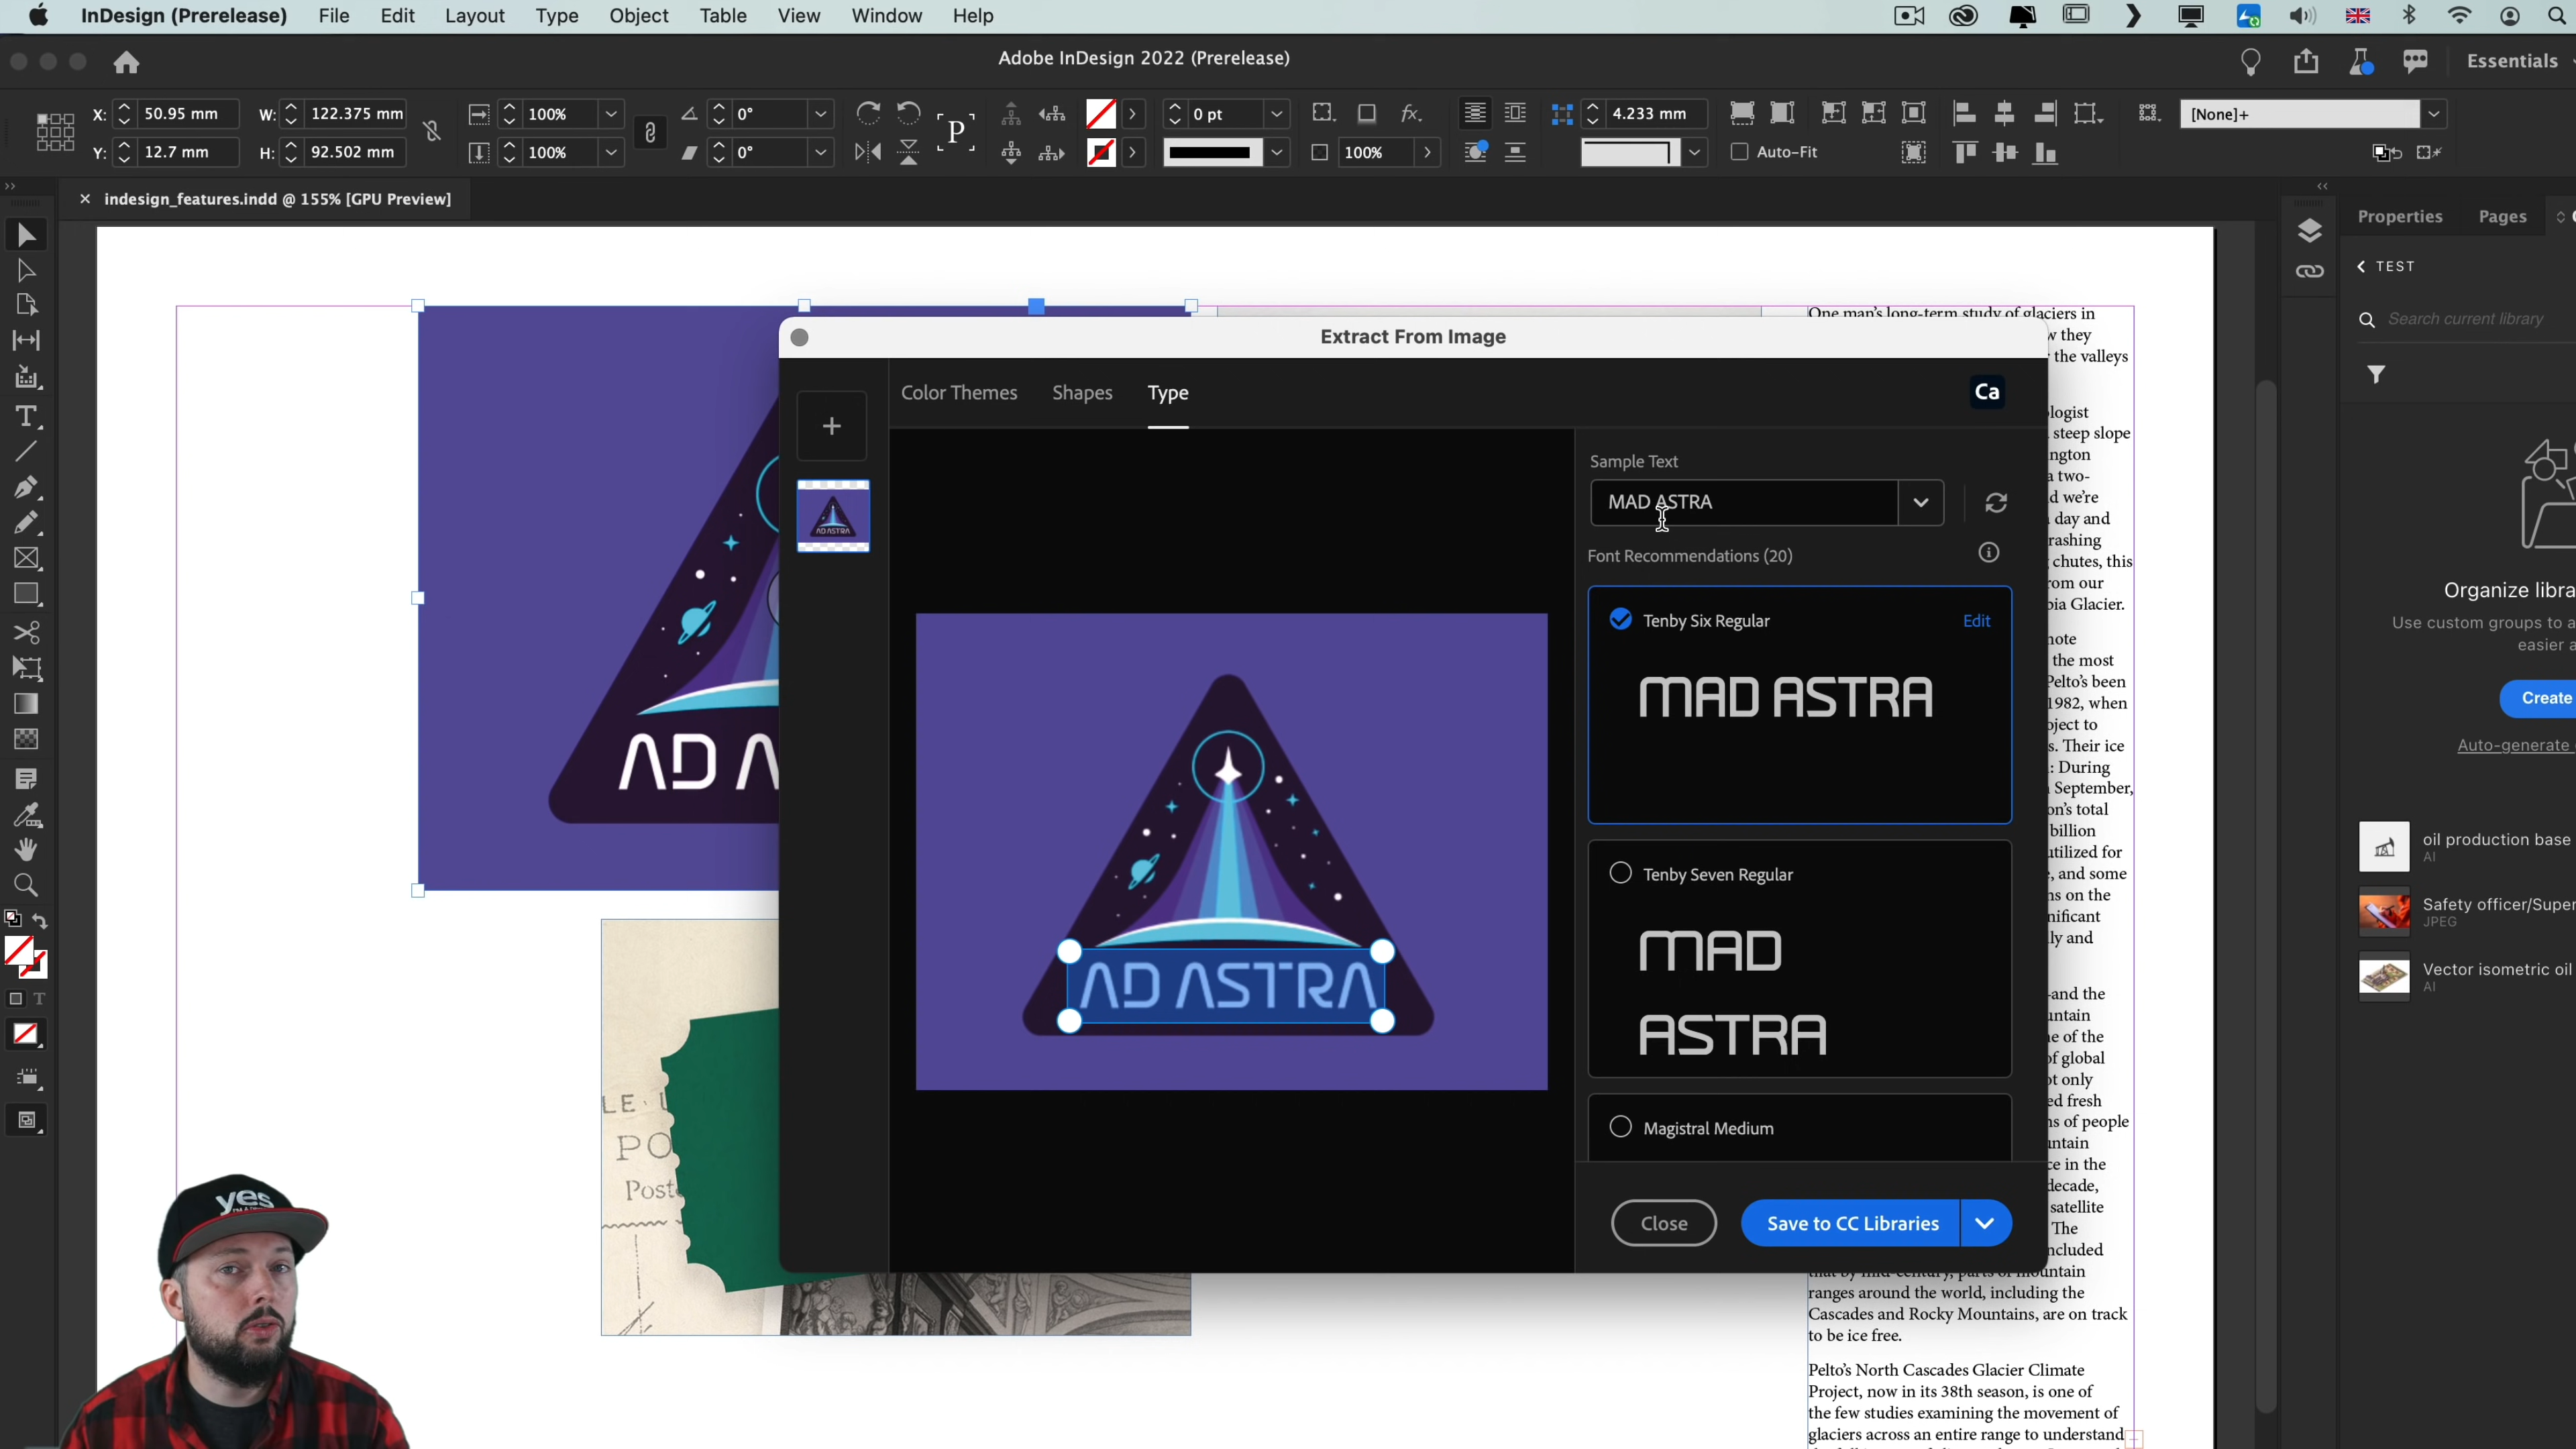 InDesign (Prerelease) File Edit Layout Type Object Table View Window Help
Adobe InDesign 2022 (Prerelease)
Essentials
X: 50.95 mm W: 122.375 mm 100% 0° P 0 pt fx. 4.233 mm [None]+
Y: 12.7 mm H: 92.502 mm 100% 0° 100% Auto-Fit
indesign_features.indd @ 155% [GPU Preview]
Properties Pages
TEST
Search current library
Organize libra
Use custom groups to a
easier a
Create
Auto-generate
oil production base
AI
Safety officer/Super
JPEG
Vector isometric oil
AI
AD A
LE
PO
Post
yes
Extract From Image
Color Themes Shapes Type
Ca
AD ASTRA
AD ASTRA
Sample Text
MAD ASTRA
Font Recommendations (20)
Tenby Six Regular Edit
MAD ASTRA
Tenby Seven Regular
MAD
ASTRA
Magistral Medium
Close Save to CC Libraries
One man's long-term study of glaciers in
w they
the valleys
logist
steep slope
ington
a two-
d we're
day and
rashing
chutes, this
rom our
bia Glacier.
note
the most
Pelto's been
1982, when
oject to
s. Their ice
: During
September,
on's total
billion
utilized for
, and some
ns on the
nificant
ly and
and the
untain
ne of the
of global
ot only
ed fresh
ns of people
untain
ce in the
decade,
satellite
The
ncluded
that by mid-century, parts of mountain
ranges around the world, including the
Cascades and Rocky Mountains, are on track
to be ice free.
Pelto's North Cascades Glacier Climate
Project, now in its 38th season, is one of
the few studies examining the movement of
glaciers across an entire range to understand